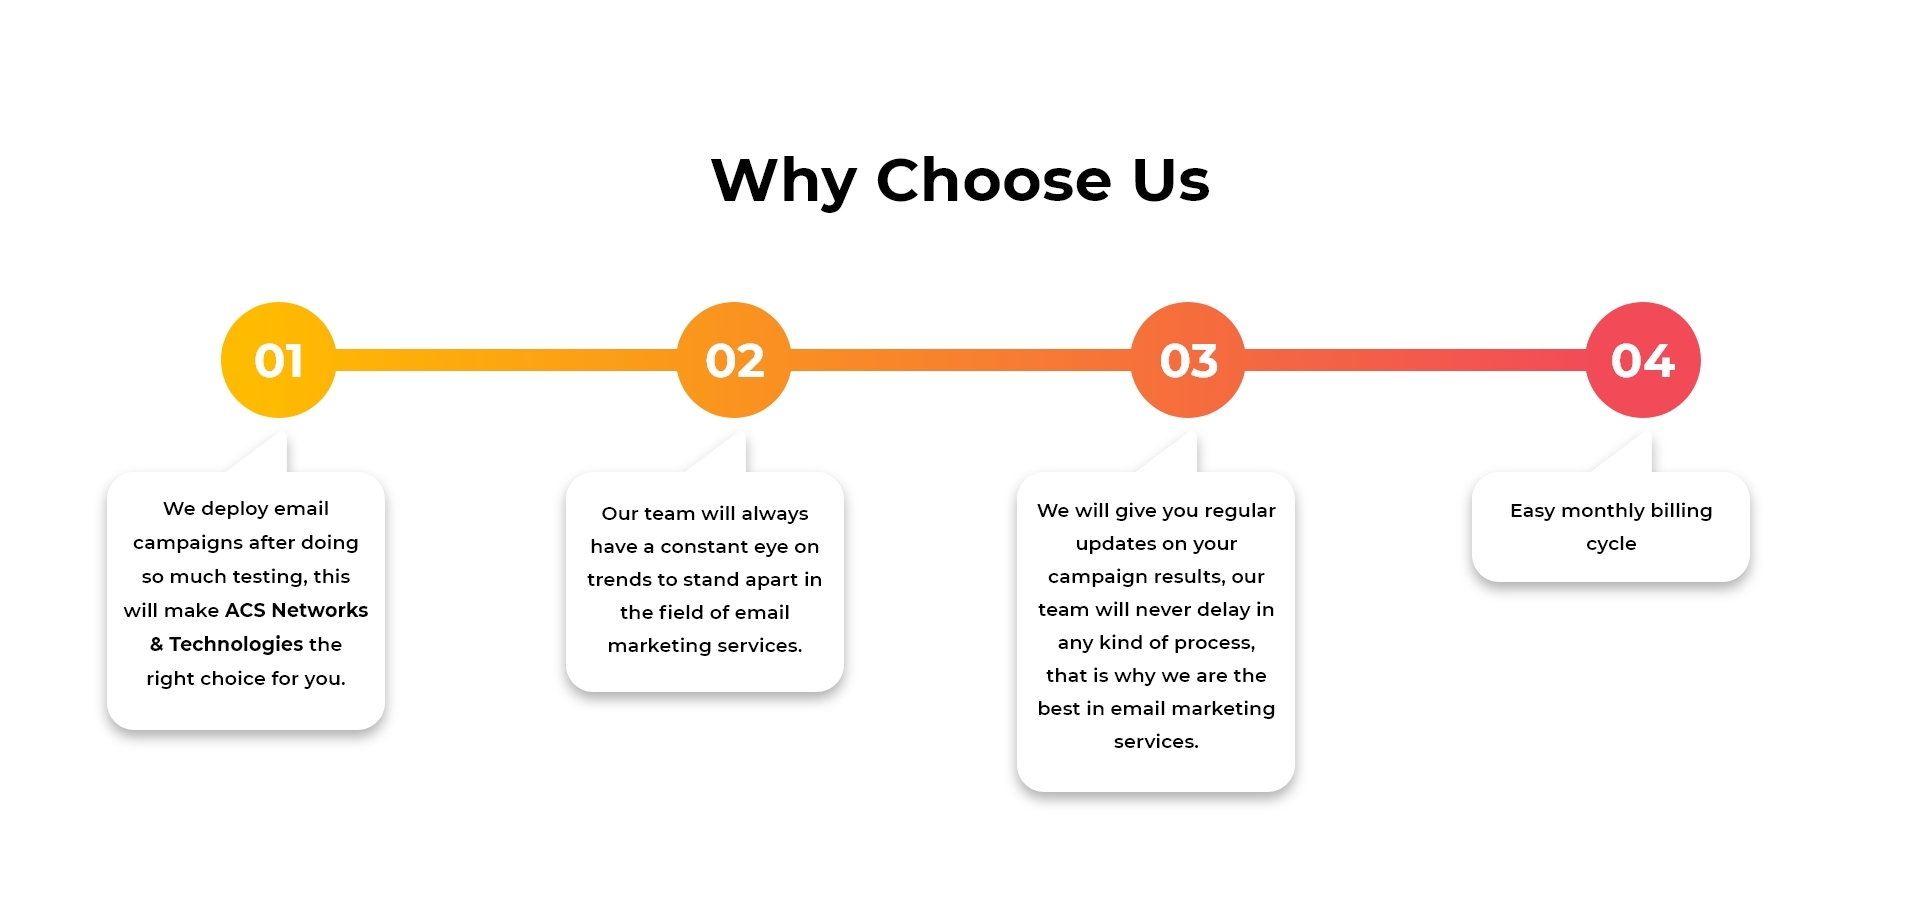 Why Choose Us
01
02
03
04
We deploy email
campaigns after doing
so much testing, this
will make ACS Networks
& Technologies the
right choice for you.
Our team will always
have a constant eye on
trends to stand apart in
the field of email
marketing services.
We will give you regular
updates on your
campaign results, our
team will never delay in
any kind of process,
that is why we are the
best in email marketing
services.
Easy monthly billing
cycle